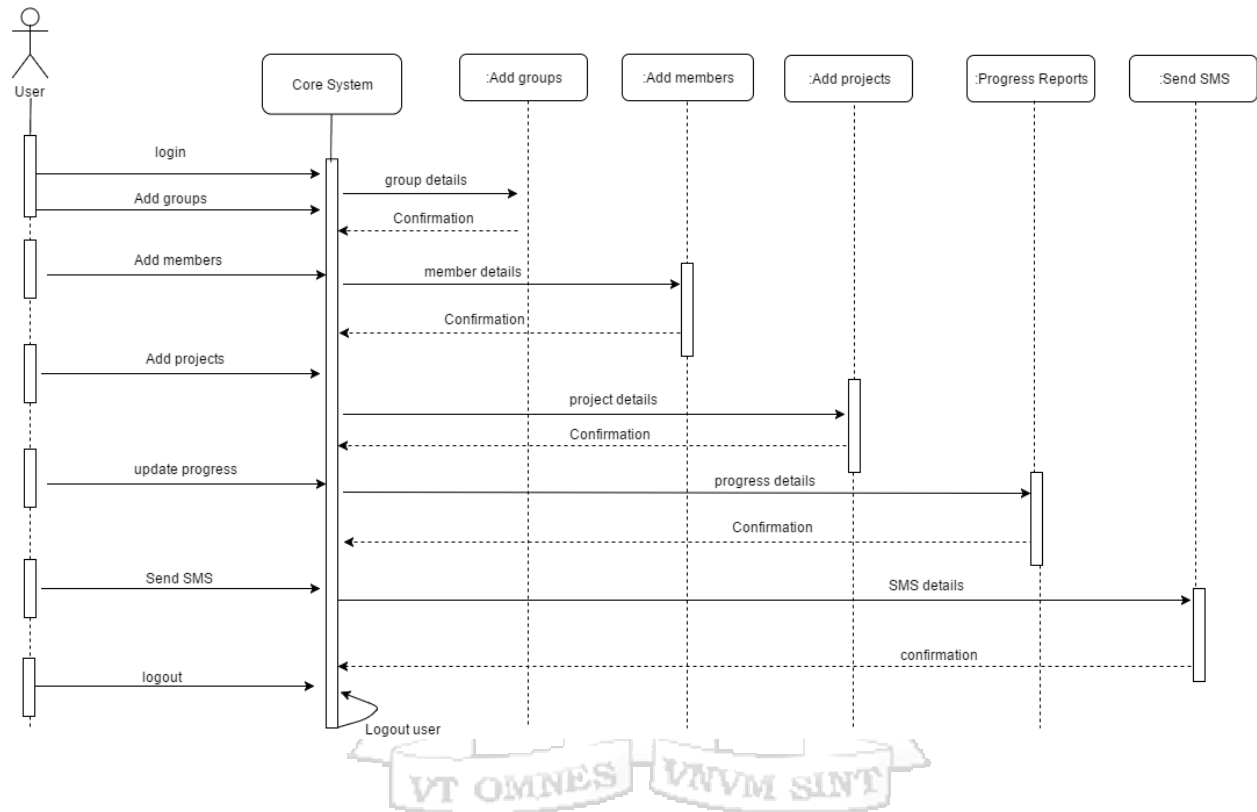 User
Core System
:Add groups
:Add members
:Add projects
:Progress Reports
:Send SMS
login
group details
Add groups
Confirmation
Add members
member details
Confirmation
Add projects
project details
Confirmation
update progress
progress details
Confirmation
Send SMS
SMS details
confirmation
logout
Logout user
VT OMNES VNVM SINT